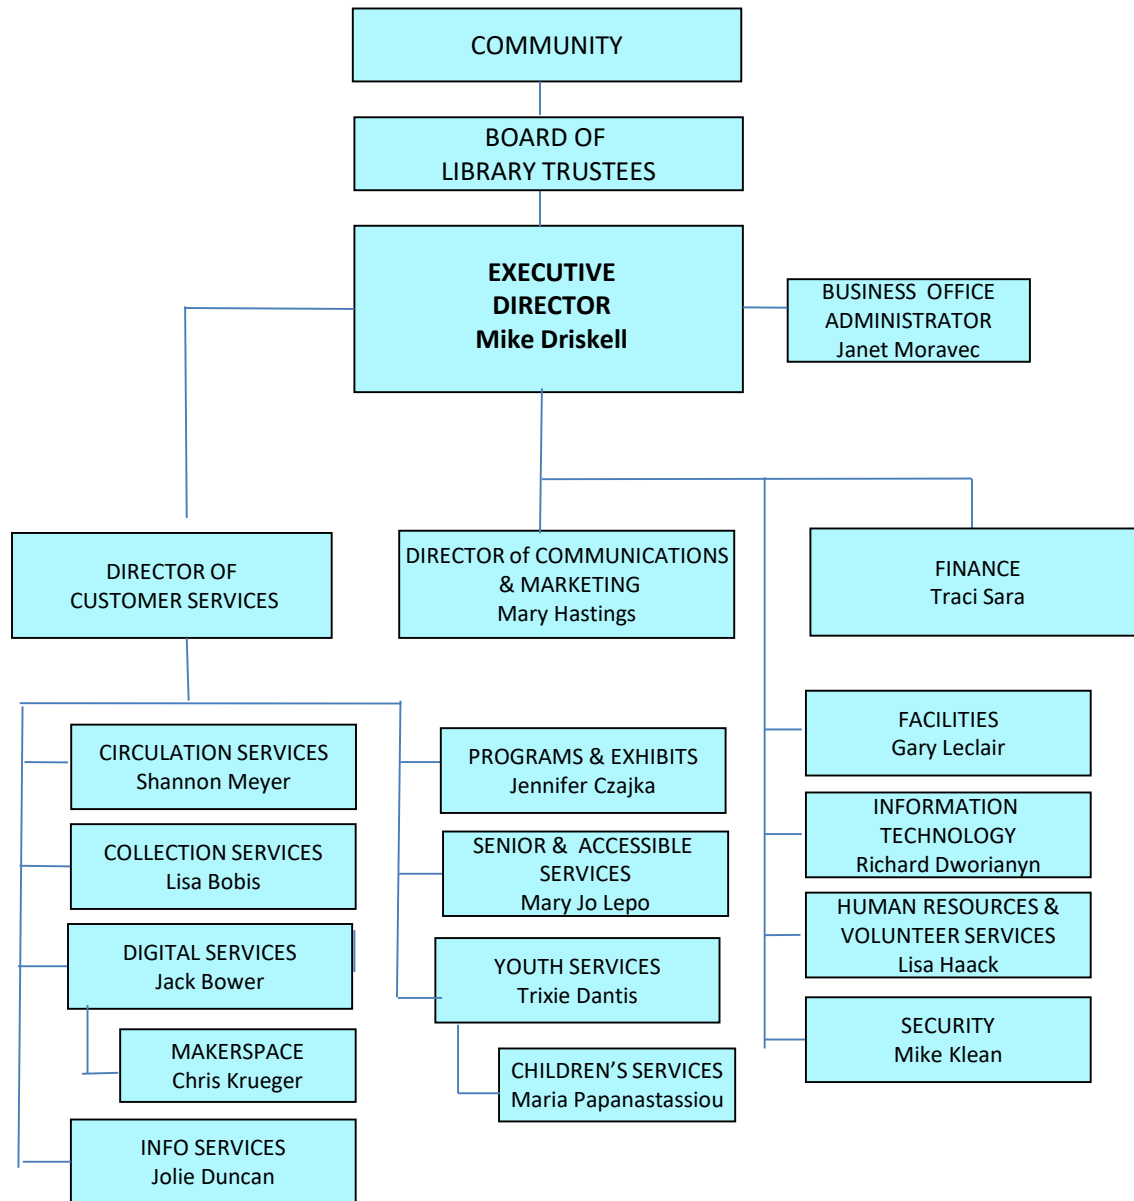 COMMUNITY
BOARD OF
LIBRARY TRUSTEES
EXECUTIVE
DIRECTOR
Mike Driskell
BUSINESS OFFICE
ADMINISTRATOR
Janet Moravec
DIRECTOR OF
CUSTOMER SERVICES
DIRECTOR of COMMUNICATIONS
& MARKETING
Mary Hastings
FINANCE
Traci Sara
CIRCULATION SERVICES
Shannon Meyer
COLLECTION SERVICES
Lisa Bobis
DIGITAL SERVICES
Jack Bower
MAKERSPACE
Chris Krueger
INFO SERVICES
Jolie Duncan
PROGRAMS & EXHIBITS
Jennifer Czajka
SENIOR & ACCESSIBLE
SERVICES
Mary Jo Lepo
YOUTH SERVICES
Trixie Dantis
CHILDREN’S SERVICES
Maria Papanastassiou
FACILITIES
Gary Leclair
INFORMATION
TECHNOLOGY
Richard Dworianyn
HUMAN RESOURCES &
VOLUNTEER SERVICES
Lisa Haack
SECURITY
Mike Klean